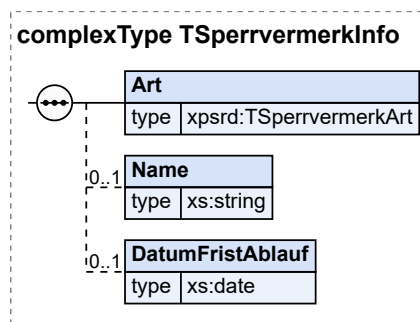 complexType TSperrvermerkInfo
Art
type xpsrd:TSperrvermerkArt
0..1
Name
type xs:string
0..1
DatumFristAblauf
type xs:date